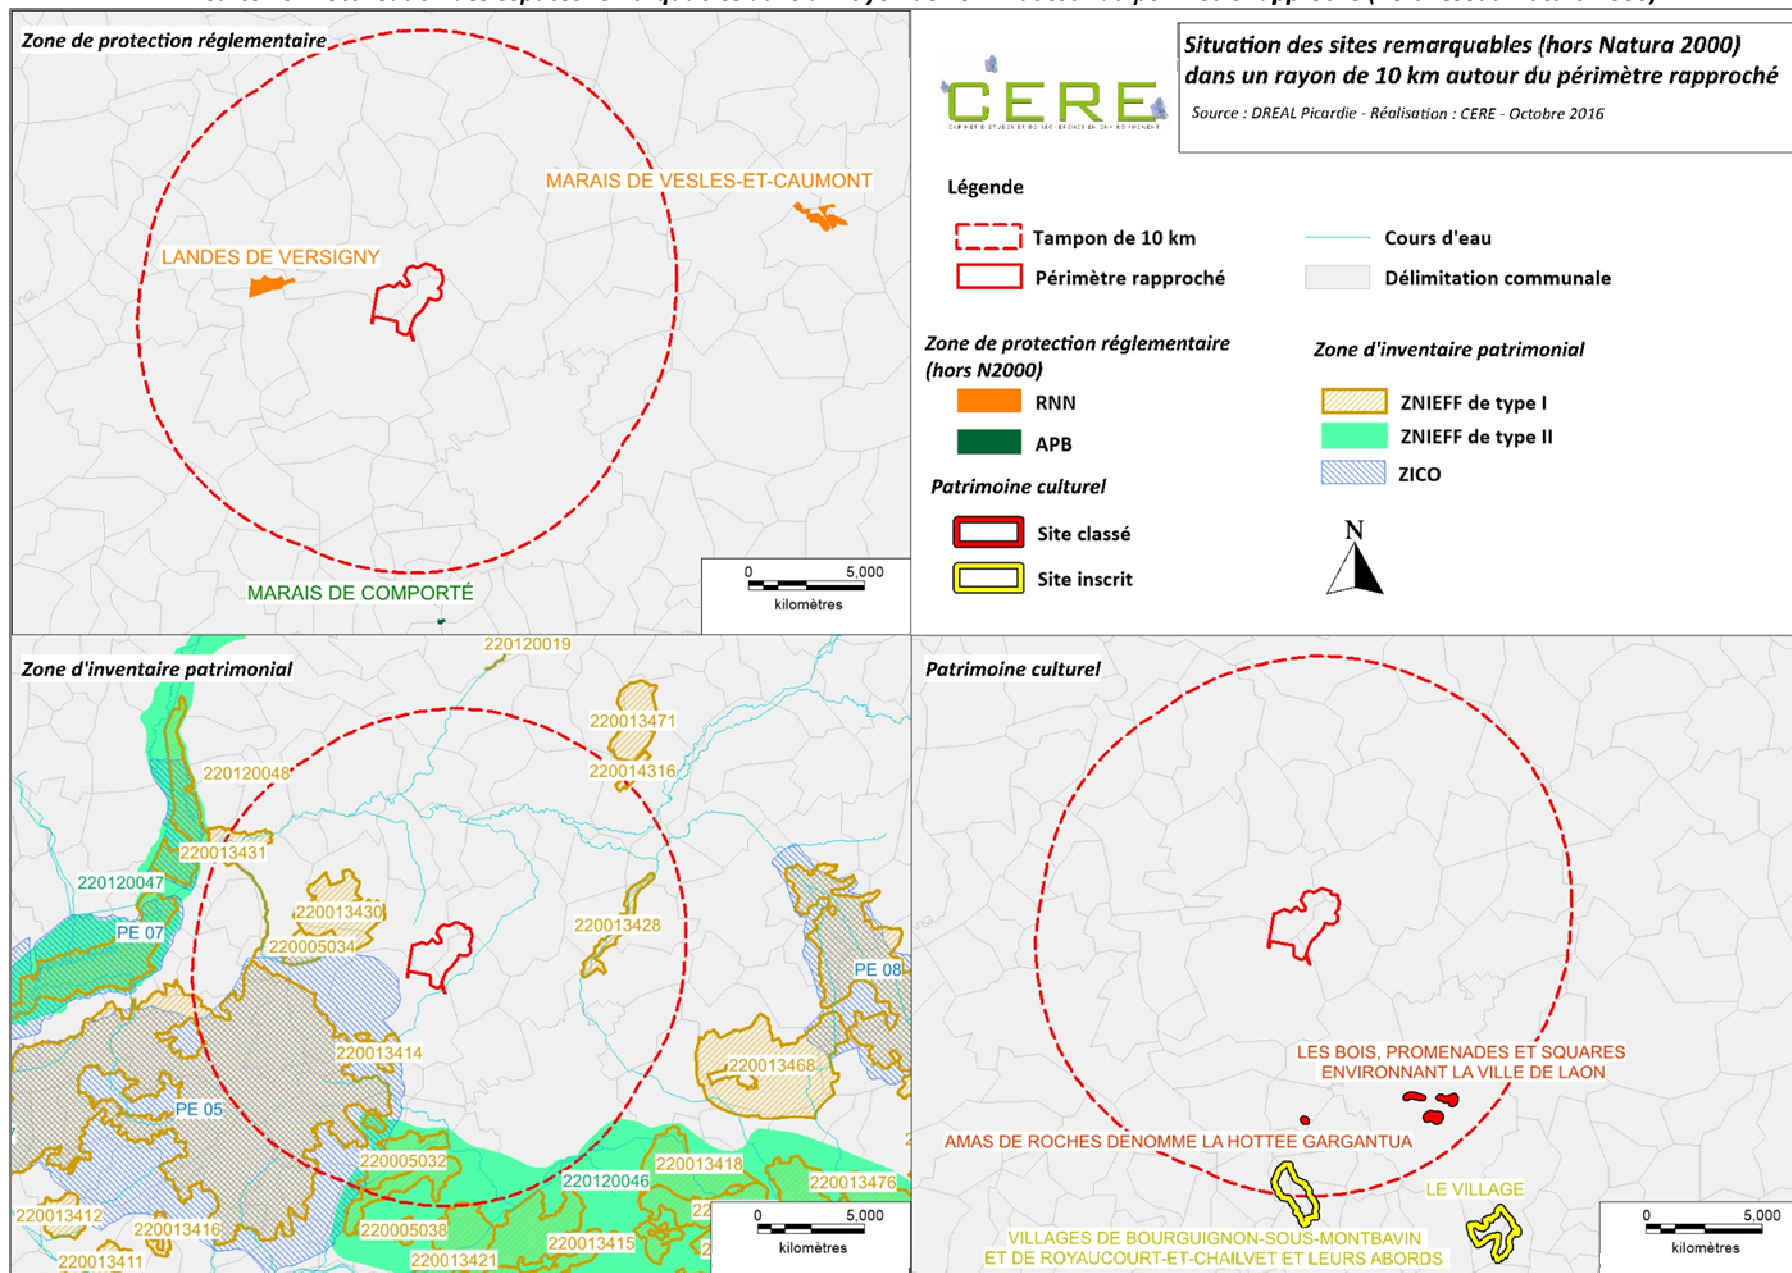 Zone de protection réglementaire
MARAIS DE VESLES-ET-CAUMONT
LANDES DE VERSIGNY
MARAIS DE COMPORTÉ
0 5,000
kilomètres
CERE
Situation des sites remarquables (hors Natura 2000)
dans un rayon de 10 km autour du périmètre rapproché
Source : DREAL Picardie - Réalisation : CERE - Octobre 2016
Légende
Tampon de 10 km
Cours d'eau
Périmètre rapproché
Délimitation communale
Zone de protection réglementaire
(hors N2000)
Zone d'inventaire patrimonial
RNN
ZNIEFF de type I
APB
ZNIEFF de type II
ZICO
Patrimoine culturel
Site classé
Site inscrit
N
Zone d'inventaire patrimonial
220120019
220013471
220014316
220120048
220013431
220120047
220013430
PE 07
220005034
220013428
PE 08
220013414
220013468
PE 05
220005032
220013418
220120046
220013476
220013412
220013416
220005038
220013415
220013421
220013411
22
0 5,000
kilomètres
Patrimoine culturel
LES BOIS, PROMENADES ET SQUARES
ENVIRONNANT LA VILLE DE LAON
AMAS DE ROCHES DENOMME LA HOTTEE GARGANTUA
LE VILLAGE
VILLAGES DE BOURGUIGNON-SOUS-MONTBAVIN
ET DE ROYAUCOURT-ET-CHAILVET ET LEURS ABORDS
0 5,000
kilomètres